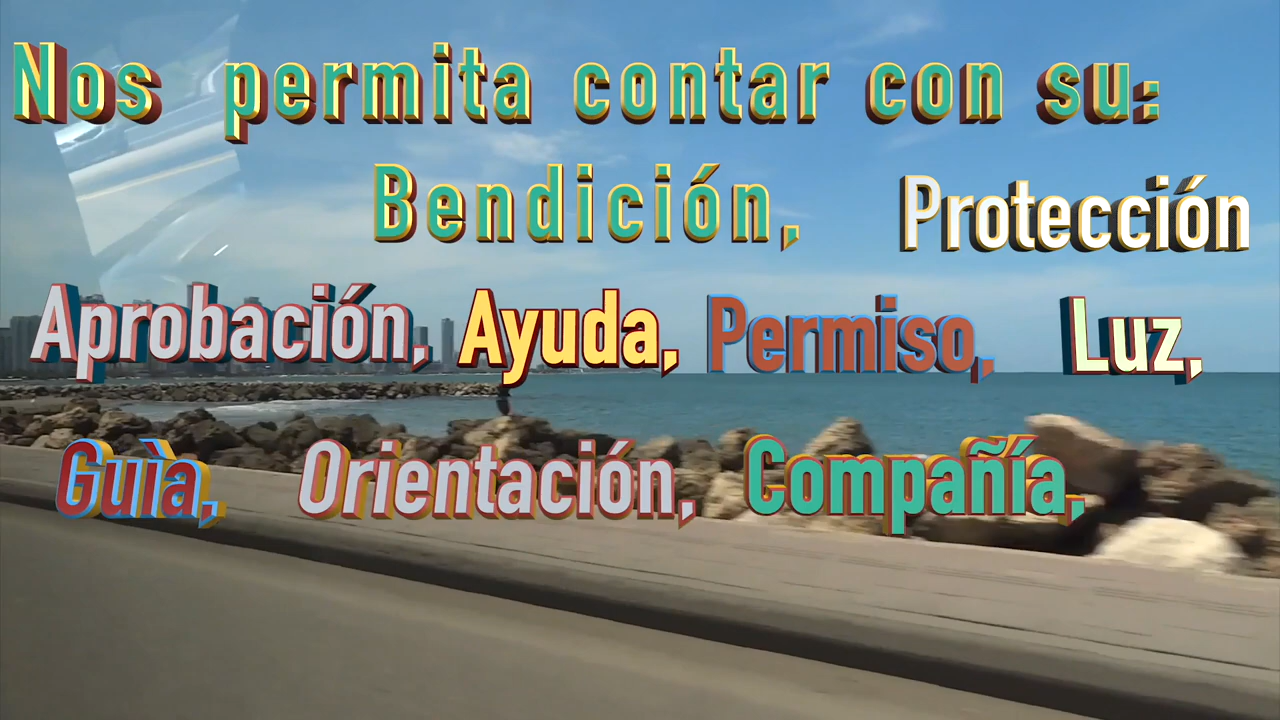 Nos permita contar con su:
Bendición, Protección
Aprobación, Ayuda, Permiso, Luz,
Guìa, Orientación, Compañía,